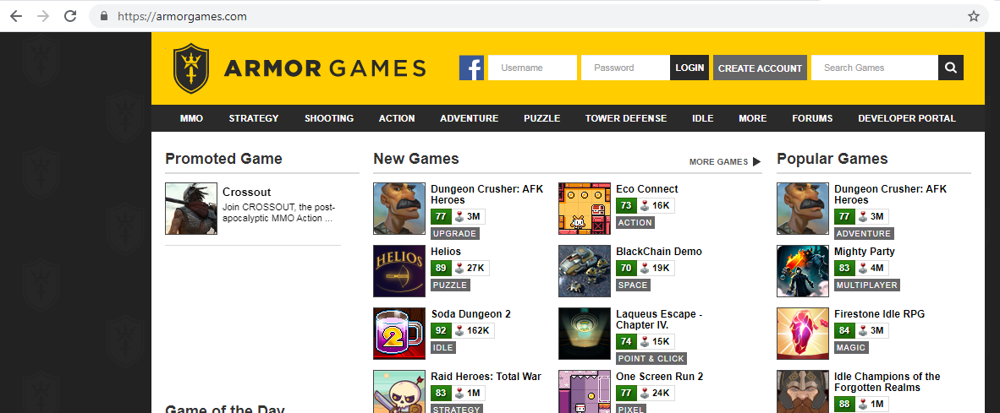 https://armorgames.com
ARMOR GAMES
Username
Password
LOGIN
CREATE ACCOUNT
Search Games
MMO
STRATEGY
SHOOTING
ACTION
ADVENTURE
PUZZLE
TOWER DEFENSE
IDLE
MORE
FORUMS
DEVELOPER PORTAL
Promoted Game
Crossout
Join CROSSOUT, the post-
apocalyptic MMO Action ...
Game of the Day
New Games
MORE GAMES
Dungeon Crusher: AFK
Heroes
77 3M
UPGRADE
Eco Connect
73 16K
ACTION
HELIOS
Helios
89 27K
PUZZLE
BlackChain Demo
70 19K
SPACE
2
Soda Dungeon 2
92 162K
IDLE
Laqueus Escape -
Chapter IV.
74 15K
POINT & CLICK
Raid Heroes: Total War
83 1M
STRATEGY
One Screen Run 2
77 24K
PIXEL
Popular Games
Dungeon Crusher: AFK
Heroes
77 3M
ADVENTURE
Mighty Party
83 4M
MULTIPLAYER
Firestone Idle RPG
84 3M
MAGIC
Idle Champions of the
Forgotten Realms
88 1M